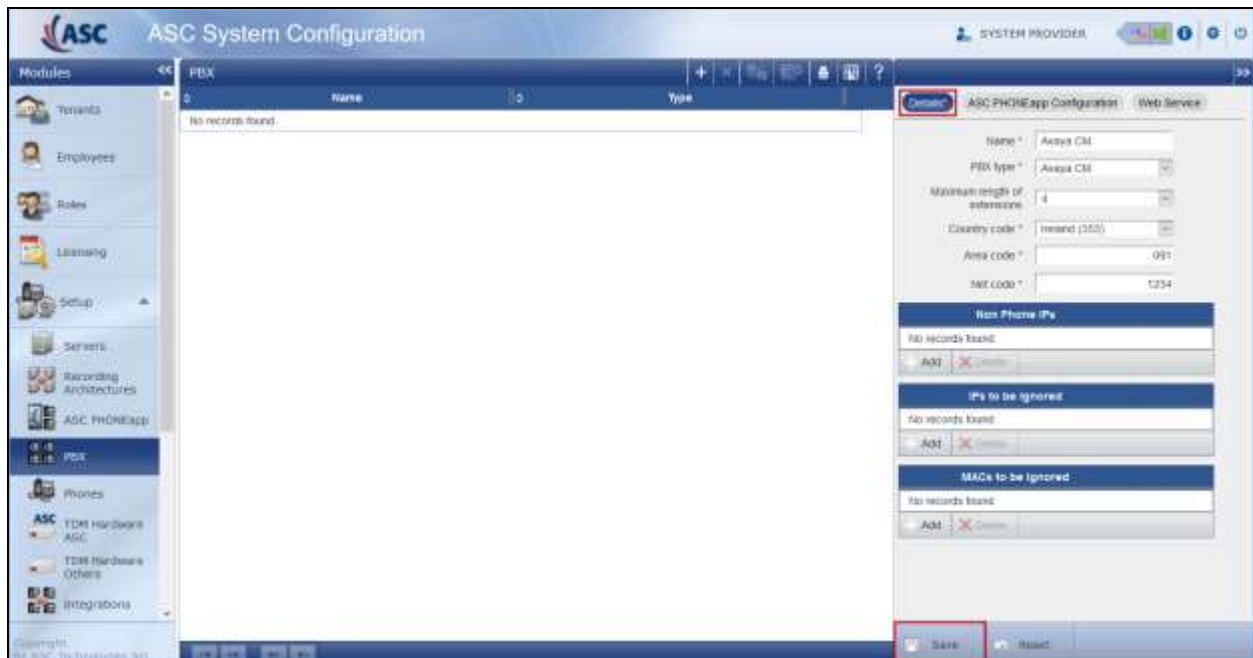 ASC ASC System Configuration SYSTEM PROVIDER
Modules
PBX
Tenants
Employees
Roles
Licensing
Setup
Servers
Recording
Architectures
ASC PHONEapp
PBX
Phones
ASC TDM Hardware
ASC
TDM Hardware
Others
Integrations
Copyright
Name Type
No records found
Details* ASC PHONEapp Configuration Web Service
Name * Avaya CM
PBX type * Avaya CM
Maximum length of
extensions 4
Country code * Ireland (353)
Area code * 091
Net code * 1234
Non Phone IPs
No records found
Add Delete
IPs to be ignored
No records found
Add Delete
MACs to be ignored
No records found
Add Delete
Save Reset